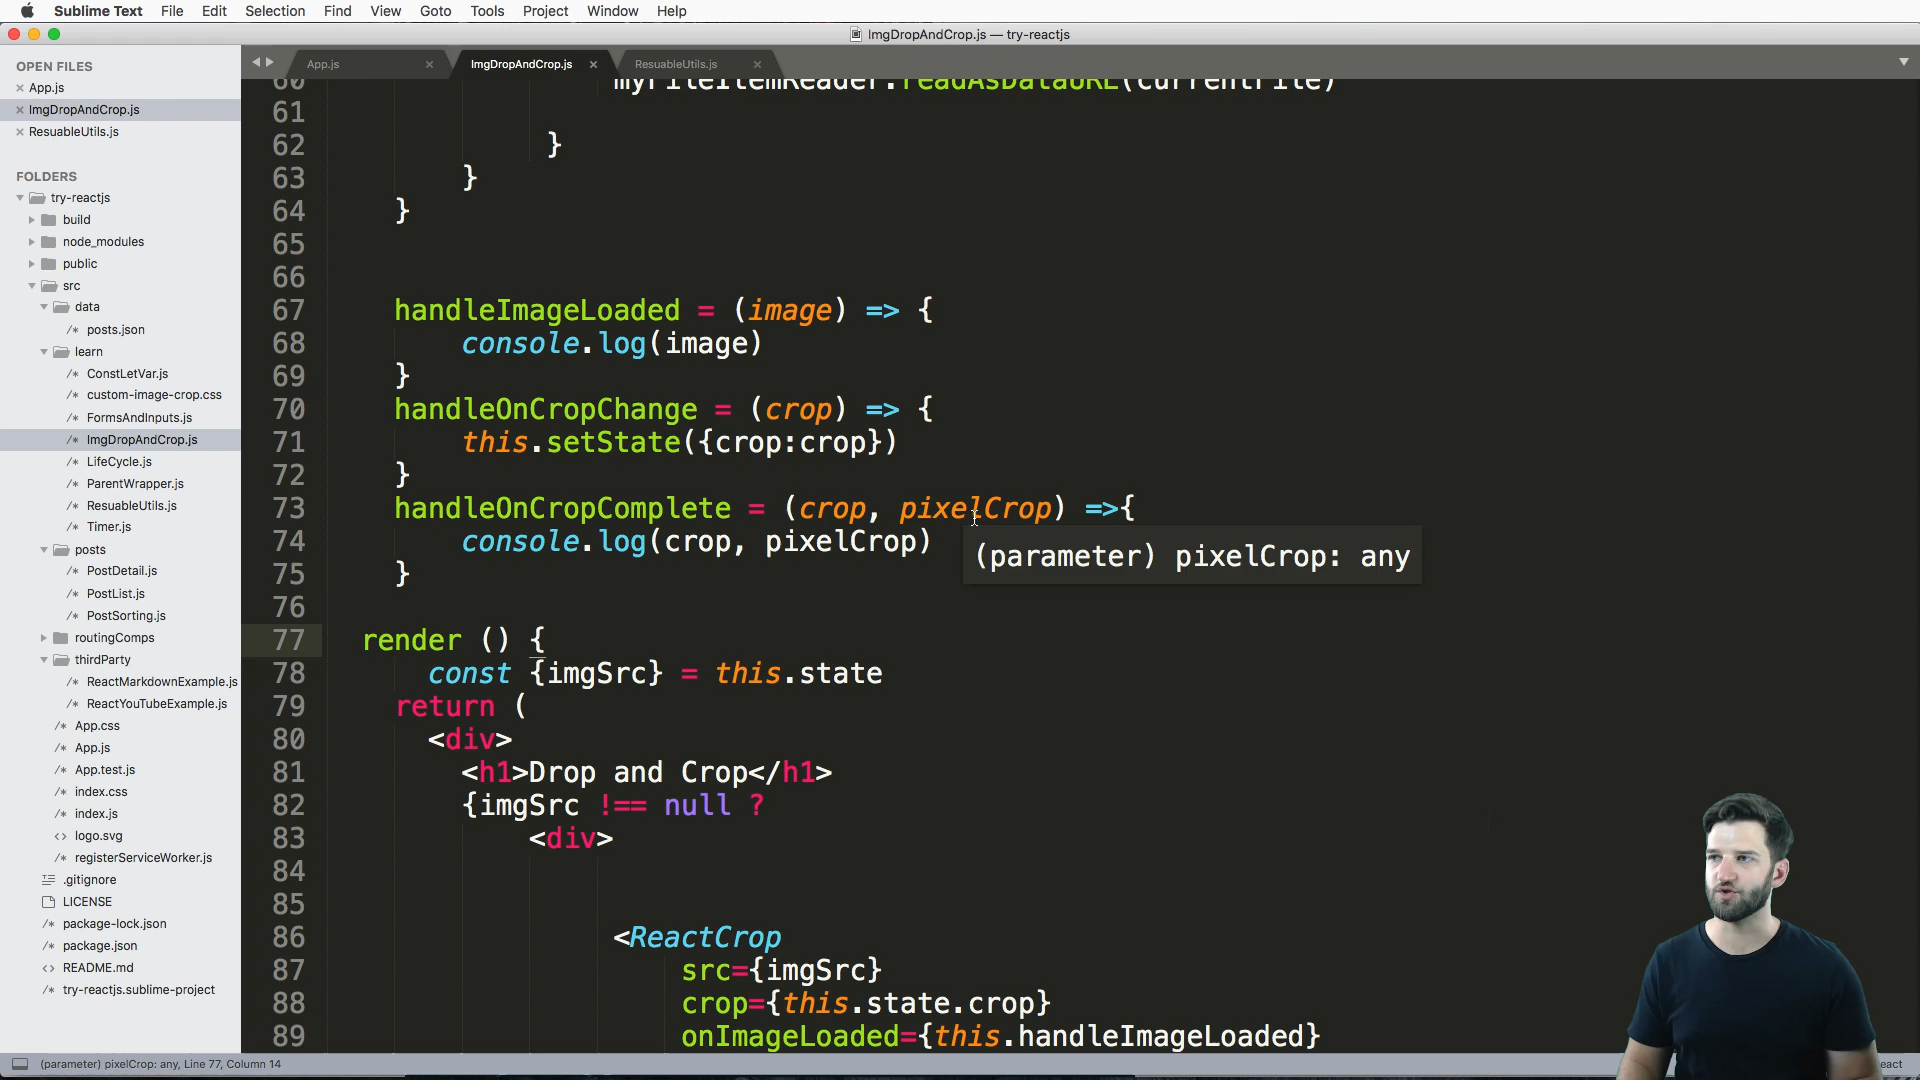 Sublime Text File Edit Selection Find View Goto Tools Project Window Help
ImgDropAndCrop.js — try-reactjs
OPEN FILES
App.js
ImgDropAndCrop.js
ResuableUtils.js
FOLDERS
try-reactjs
build
node_modules
public
src
data
posts.json
learn
ConstLetVar.js
custom-image-crop.css
FormsAndInputs.js
ImgDropAndCrop.js
LifeCycle.js
ParentWrapper.js
ResuableUtils.js
Timer.js
posts
PostDetail.js
PostList.js
PostSorting.js
routingComps
thirdParty
ReactMarkdownExample.js
ReactYouTubeExample.js
App.css
App.js
App.test.js
index.css
index.js
logo.svg
registerServiceWorker.js
.gitignore
LICENSE
package-lock.json
package.json
README.md
try-reactjs.sublime-project
App.js ImgDropAndCrop.js ResuableUtils.js
60 myFileItemReader.readAsDataURL(currentFile)
61
62 }
63 }
64 }
65
66
67 handleImageLoaded = (image) => {
68 console.log(image)
69 }
70 handleOnCropChange = (crop) => {
71 this.setState({crop:crop})
72 }
73 handleOnCropComplete = (crop, pixelCrop) =>{
74 console.log(crop, pixelCrop)
(parameter) pixelCrop: any
75 }
76
77 render () {
78 const {imgSrc} = this.state
79 return (
80 <div>
81 <h1>Drop and Crop</h1>
82 {imgSrc !== null ?
83 <div>
84
85
86 <ReactCrop
87 src={imgSrc}
88 crop={this.state.crop}
89 onImageLoaded={this.handleImageLoaded}
(parameter) pixelCrop: any, Line 77, Column 14